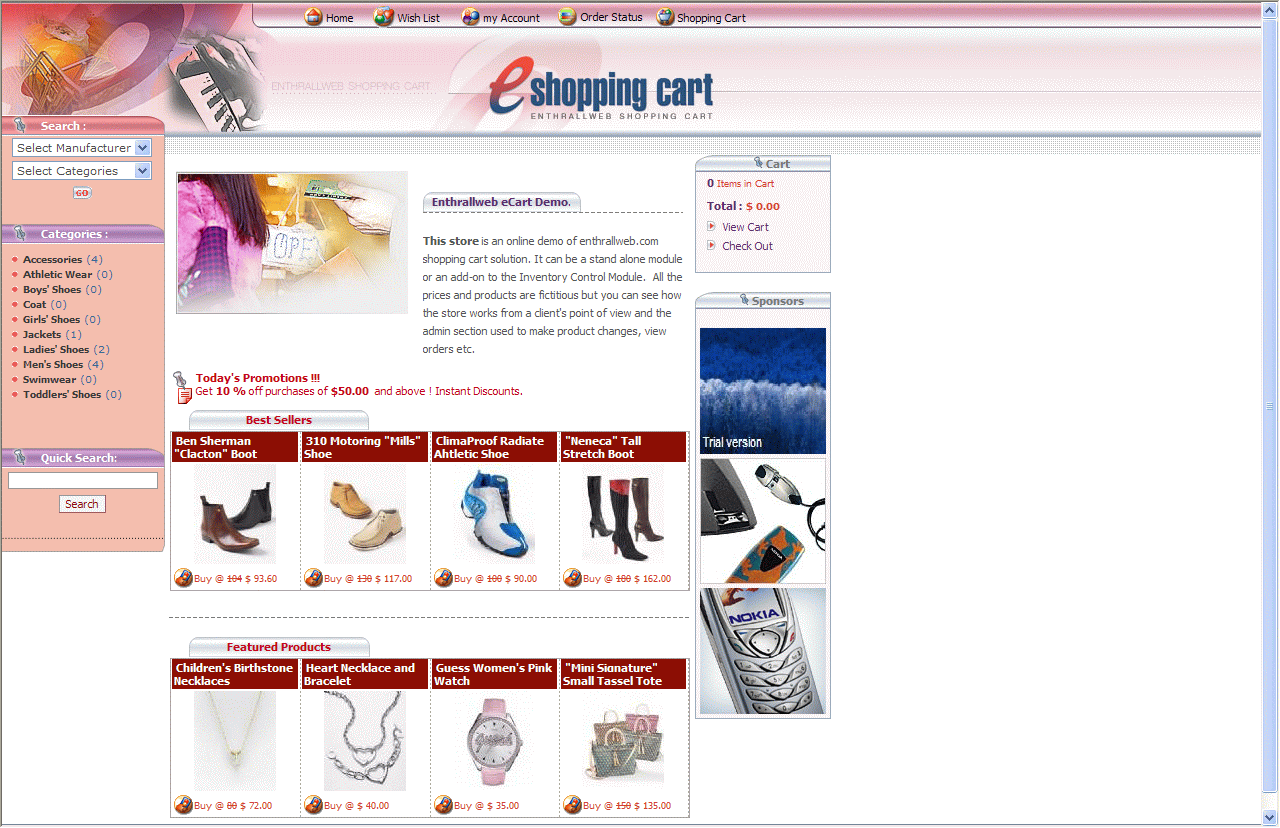 Home
Wish List
my Account
Order Status
Shopping Cart
ENTHRALLWEB SHOPPING CART
e shopping cart
ENTHRALLWEB SHOPPING CART
Search :
Select Manufacturer
Select Categories
GO
Categories :
Accessories (4)
Athletic Wear (0)
Boys' Shoes (0)
Coat (0)
Girls' Shoes (0)
Jackets (1)
Ladies' Shoes (2)
Men's Shoes (4)
Swimwear (0)
Toddlers' Shoes (0)
Quick Search:
Search
OPEN
Enthrallweb eCart Demo.
This store is an online demo of enthrallweb.com
shopping cart solution. It can be a stand alone module
or an add-on to the Inventory Control Module. All the
prices and products are fictitious but you can see how
the store works from a client's point of view and the
admin section used to make product changes, view
orders etc.
Today's Promotions !!!
Get 10 % off purchases of $50.00 and above ! Instant Discounts.
Best Sellers
Ben Sherman
"Clacton" Boot
Buy @ 104 $ 93.60
310 Motoring "Mills"
Shoe
Buy @ 130 $ 117.00
ClimaProof Radiate
Ahtletic Shoe
Buy @ 100 $ 90.00
"Neneca" Tall
Stretch Boot
Buy @ 180 $ 162.00
Featured Products
Children's Birthstone
Necklaces
Buy @ 80 $ 72.00
Heart Necklace and
Bracelet
Buy @ $ 40.00
Guess Women's Pink
Watch
Buy @ $ 35.00
"Mini Signature"
Small Tassel Tote
Buy @ 150 $ 135.00
Cart
0 Items in Cart
Total : $ 0.00
View Cart
Check Out
Sponsors
Trial version
NOKIA